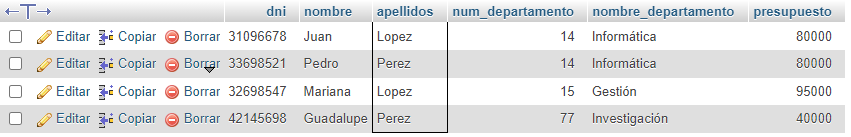 dni nombre apellidos num_departamento nombre_departamento presupuesto
Editar Copiar Borrar 31096678 Juan Lopez 14 Informática 80000
Editar Copiar Borrar 33698521 Pedro Perez 14 Informática 80000
Editar Copiar Borrar 32698547 Mariana Lopez 15 Gestión 95000
Editar Copiar Borrar 42145698 Guadalupe Perez 77 Investigación 40000